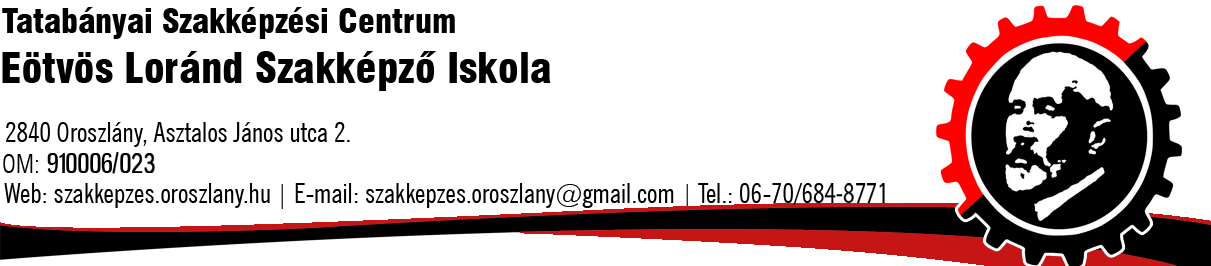 Tatabányai Szakképzési Centrum
Eötvös Loránd Szakképző Iskola
2840 Oroszlány, Asztalos János utca 2.
OM: 910006/023
Web: szakkepzes.oroszlany.hu | E-mail: szakkepzes.oroszlany@gmail.com | Tel.: 06-70/684-8771